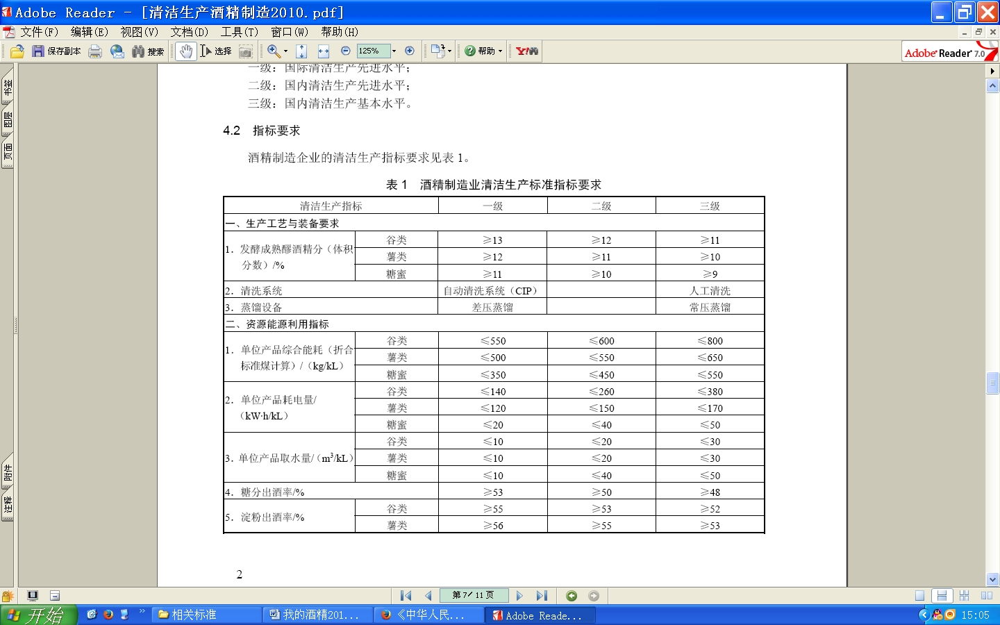 Adobe Reader - [清洁生产酒精制造2010.pdf]
文件(F) 编辑(E) 视图(V) 文档(D) 工具(T) 窗口(W) 帮助(H)
保存副本 搜索 选择 125% 帮助 Y! Adobe Reader 7.0
书签
图层
页面
附件
注释
一级：国际清洁生产先进水平；
二级：国内清洁生产先进水平；
三级：国内清洁生产基本水平。
4.2 指标要求
酒精制造企业的清洁生产指标要求见表 1。
表 1 酒精制造业清洁生产标准指标要求
清洁生产指标 一级 二级 三级
一、生产工艺与装备要求
1．发酵成熟醪酒精分（体积分数）/% 谷类 ≥13 ≥12 ≥11
薯类 ≥12 ≥11 ≥10
糖蜜 ≥11 ≥10 ≥9
2．清洗系统 自动清洗系统（CIP） 人工清洗
3．蒸馏设备 差压蒸馏 常压蒸馏
二、资源能源利用指标
1．单位产品综合能耗（折合标准煤计算）/（kg/kL） 谷类 ≤550 ≤600 ≤800
薯类 ≤500 ≤550 ≤650
糖蜜 ≤350 ≤450 ≤550
2．单位产品耗电量/（kW·h/kL） 谷类 ≤140 ≤260 ≤380
薯类 ≤120 ≤150 ≤170
糖蜜 ≤20 ≤40 ≤50
3．单位产品取水量/（m³/kL） 谷类 ≤10 ≤20 ≤30
薯类 ≤10 ≤20 ≤30
糖蜜 ≤10 ≤40 ≤50
4．糖分出酒率/% ≥53 ≥50 ≥48
5．淀粉出酒率/% 谷类 ≥55 ≥53 ≥52
薯类 ≥56 ≥55 ≥53
2
第 7/ 11 页
开始 相关标准 我的酒精201... 《中华人民... Adobe Reade... 15:05